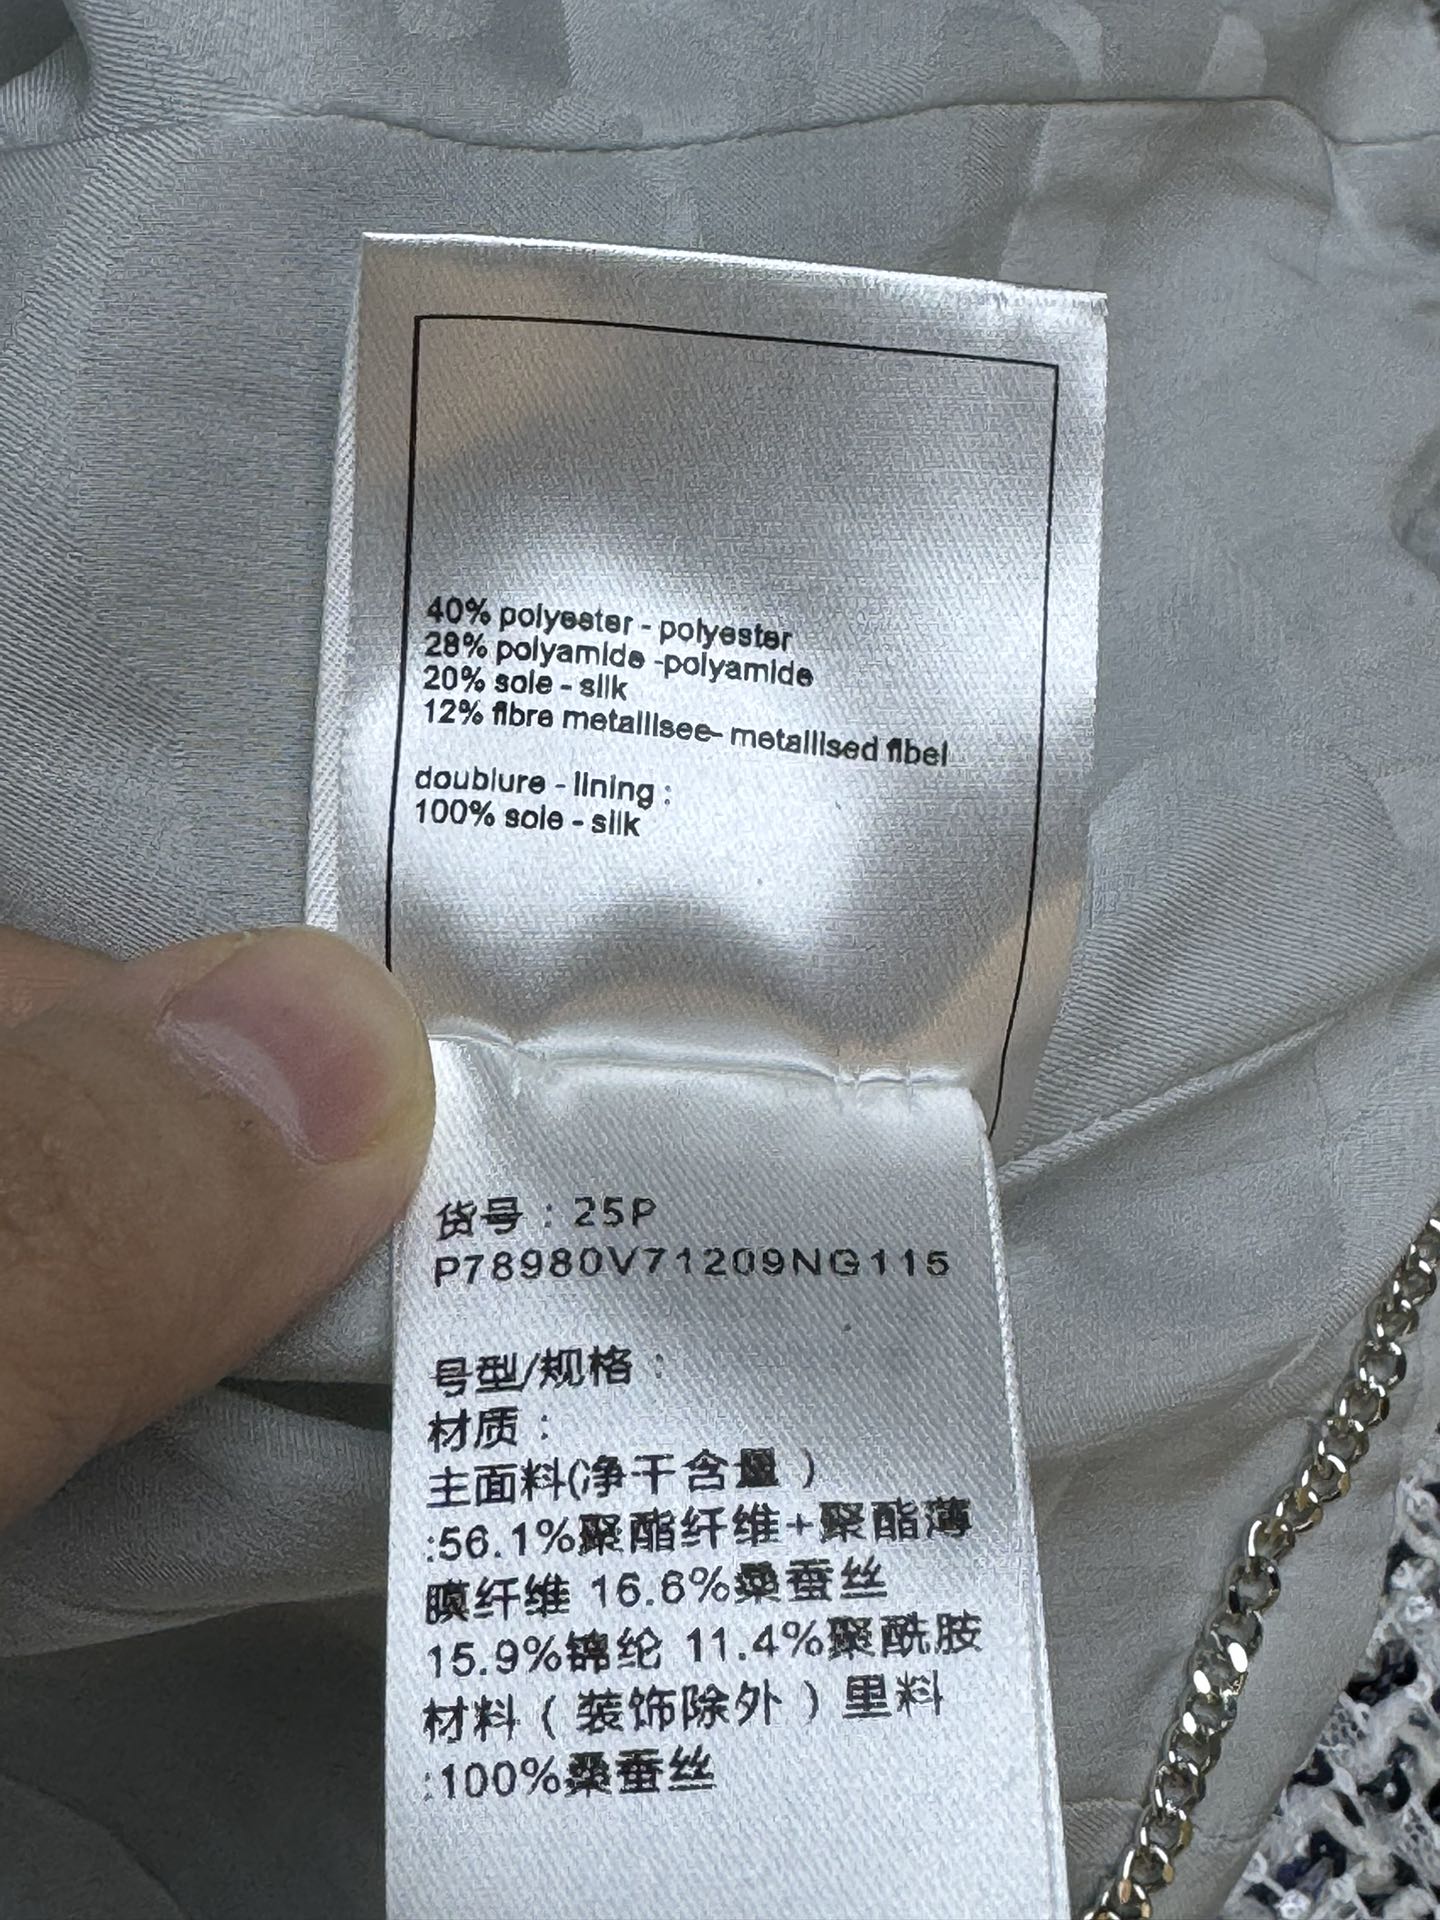 40% polyester - polyester
28% polyamide -polyamide
20% soie - silk
12% fibre metallisee- metallised fibel
doublure - lining :
100% soie - silk
货号：25P
P78980V71209NG115
号型/规格：
材质：
主面料(净干含量）
:56.1%聚酯纤维+聚酯薄
膜纤维 16.6%桑蚕丝
15.9%锦纶 11.4%聚酰胺
材料（装饰除外）里料
:100%桑蚕丝